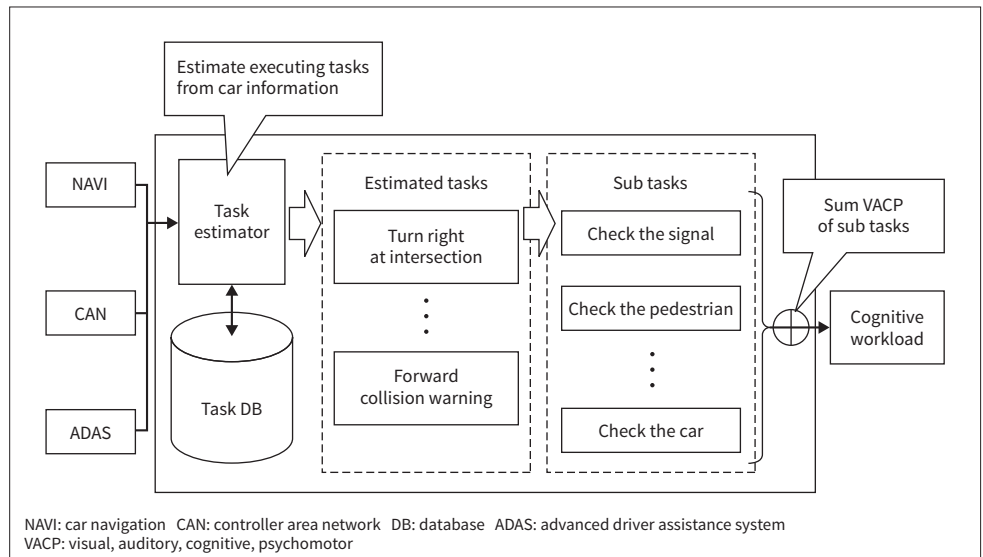 Estimate executing tasks
from car information
NAVI
CAN
ADAS
Task
estimator
Task DB
Estimated tasks
Turn right
at intersection
Forward
collision warning
Sub tasks
Check the signal
Check the pedestrian
Check the car
Sum VACP
of sub tasks
Cognitive
workload
NAVI: car navigation CAN: controller area network DB: database ADAS: advanced driver assistance system
VACP: visual, auditory, cognitive, psychomotor